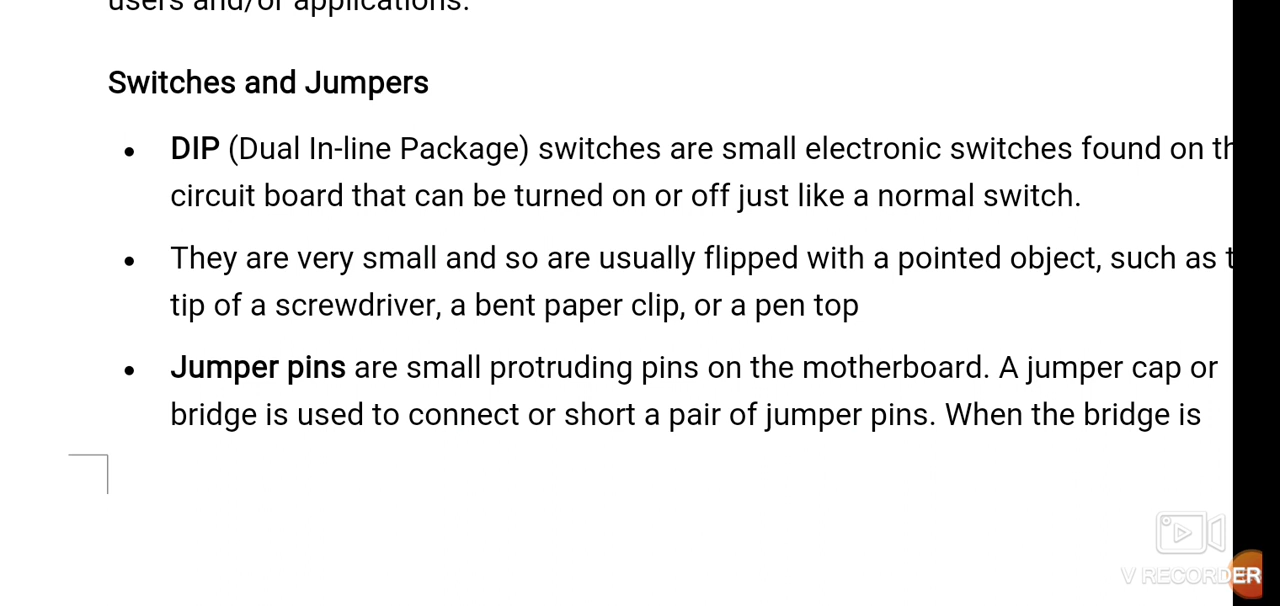 users and/or applications.
Switches and Jumpers
• DIP (Dual In-line Package) switches are small electronic switches found on th
circuit board that can be turned on or off just like a normal switch.
• They are very small and so are usually flipped with a pointed object, such as t
tip of a screwdriver, a bent paper clip, or a pen top
• Jumper pins are small protruding pins on the motherboard. A jumper cap or
bridge is used to connect or short a pair of jumper pins. When the bridge is
V RECORDER